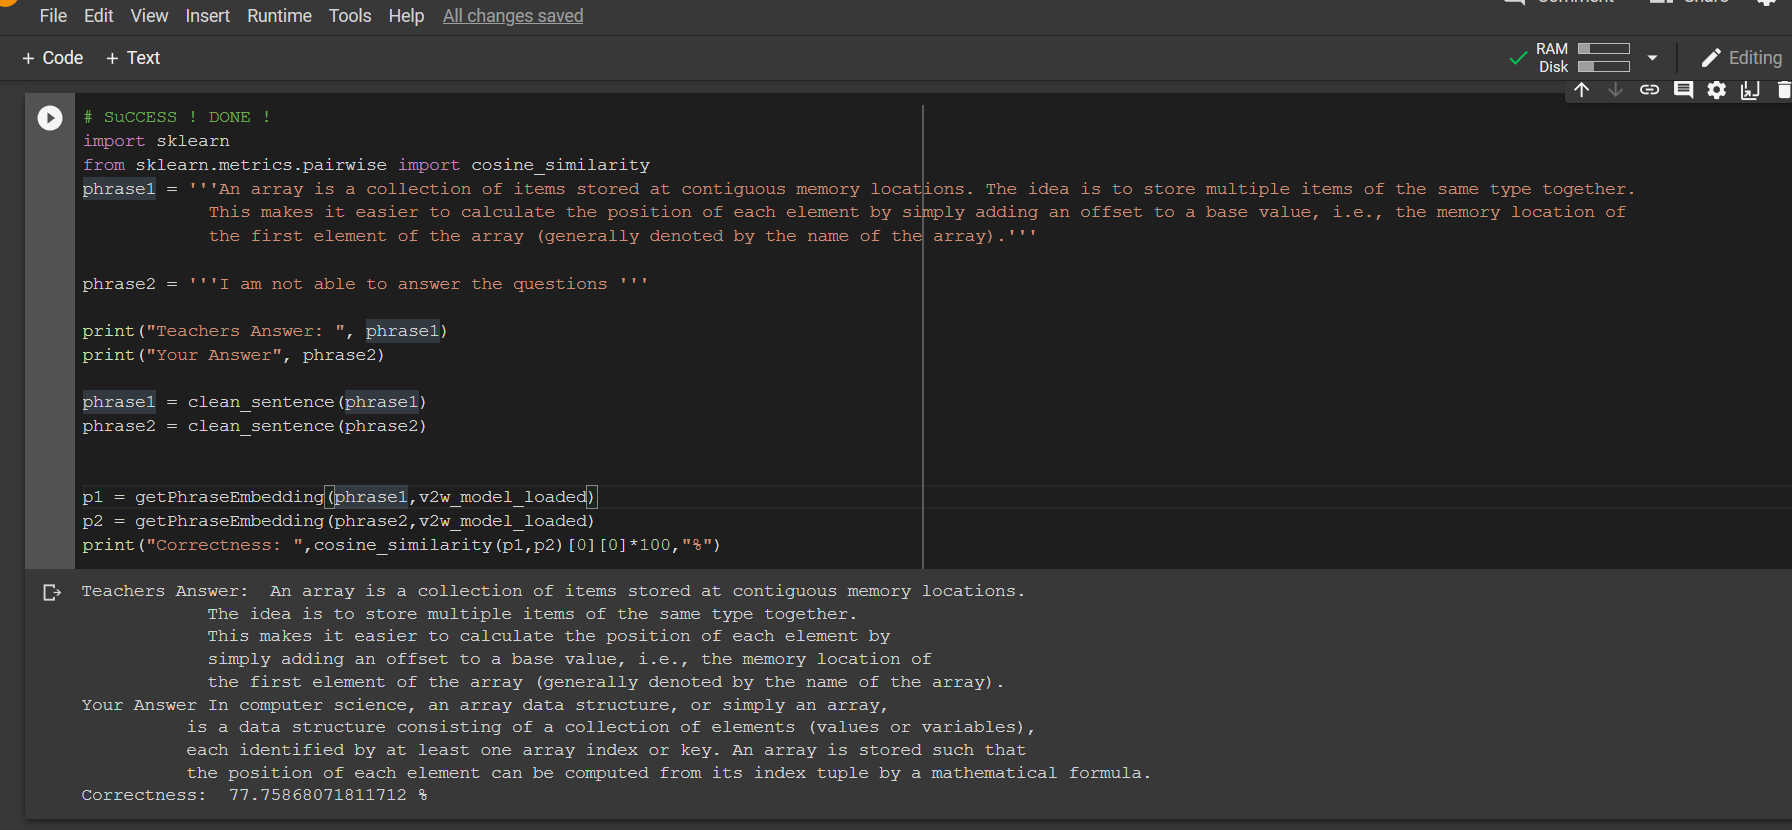 File Edit View Insert Runtime Tools Help All changes saved
+ Code + Text RAM Disk Editing
# SuCCESS ! DONE !
import sklearn
from sklearn.metrics.pairwise import cosine_similarity
phrase1 = '''An array is a collection of items stored at contiguous memory locations. The idea is to store multiple items of the same type together.
This makes it easier to calculate the position of each element by simply adding an offset to a base value, i.e., the memory location of
the first element of the array (generally denoted by the name of the array).'''
phrase2 = '''I am not able to answer the questions '''
print("Teachers Answer: ", phrase1)
print("Your Answer", phrase2)
phrase1 = clean_sentence(phrase1)
phrase2 = clean_sentence(phrase2)
p1 = getPhraseEmbedding(phrase1,v2w_model_loaded)
p2 = getPhraseEmbedding(phrase2,v2w_model_loaded)
print("Correctness: ",cosine_similarity(p1,p2)[0][0]*100,"%")
Teachers Answer:  An array is a collection of items stored at contiguous memory locations.
The idea is to store multiple items of the same type together.
This makes it easier to calculate the position of each element by
simply adding an offset to a base value, i.e., the memory location of
the first element of the array (generally denoted by the name of the array).
Your Answer In computer science, an array data structure, or simply an array,
is a data structure consisting of a collection of elements (values or variables),
each identified by at least one array index or key. An array is stored such that
the position of each element can be computed from its index tuple by a mathematical formula.
Correctness:  77.75868071811712 %